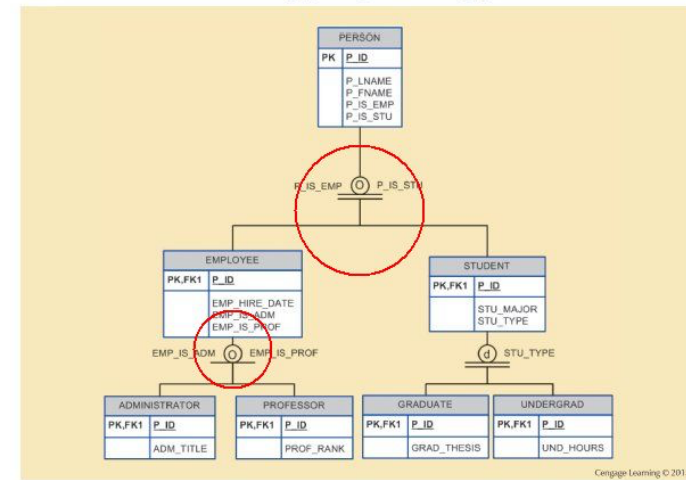 PERSON
PK P_ID
P_LNAME
P_FNAME
P_IS_EMP
P_IS_STU
P_IS_EMP O P_IS_STU
EMPLOYEE
PK,FK1 P_ID
EMP_HIRE_DATE
EMP_IS_ADM
EMP_IS_PROF
STUDENT
PK,FK1 P_ID
STU_MAJOR
STU_TYPE
EMP_IS_ADM O EMP_IS_PROF
d STU_TYPE
ADMINISTRATOR
PK,FK1 P_ID
ADM_TITLE
PROFESSOR
PK,FK1 P_ID
PROF_RANK
GRADUATE
PK,FK1 P_ID
GRAD_THESIS
UNDERGRAD
PK,FK1 P_ID
UND_HOURS
Cengage Learning ©